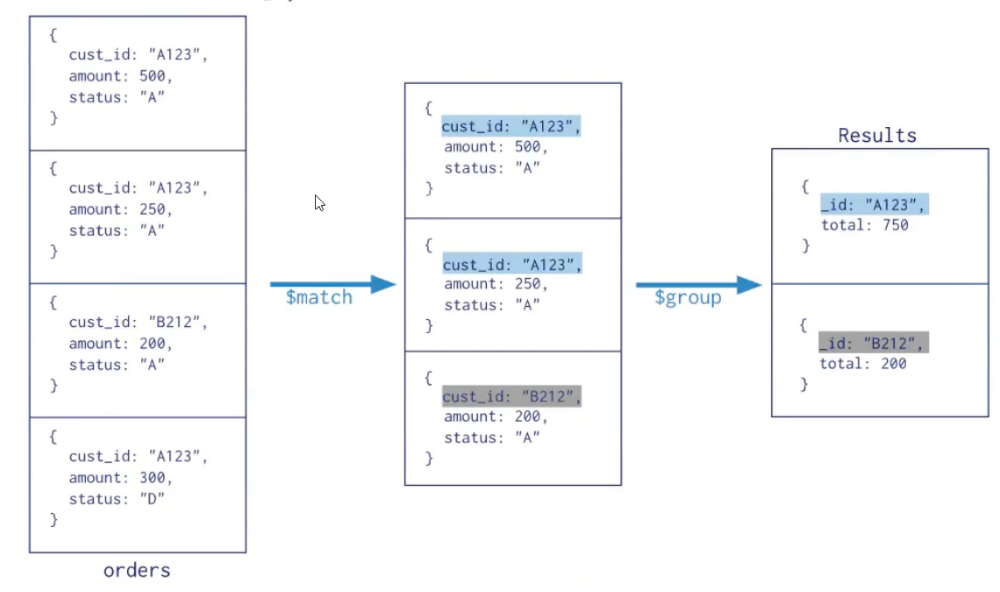 {
cust_id: "A123",
amount: 500,
status: "A"
}
{
cust_id: "A123",
amount: 250,
status: "A"
}
{
cust_id: "B212",
amount: 200,
status: "A"
}
{
cust_id: "A123",
amount: 300,
status: "D"
}
orders
$match
{
cust_id: "A123",
amount: 500,
status: "A"
}
{
cust_id: "A123",
amount: 250,
status: "A"
}
{
cust_id: "B212",
amount: 200,
status: "A"
}
$group
Results
{
_id: "A123",
total: 750
}
{
_id: "B212",
total: 200
}